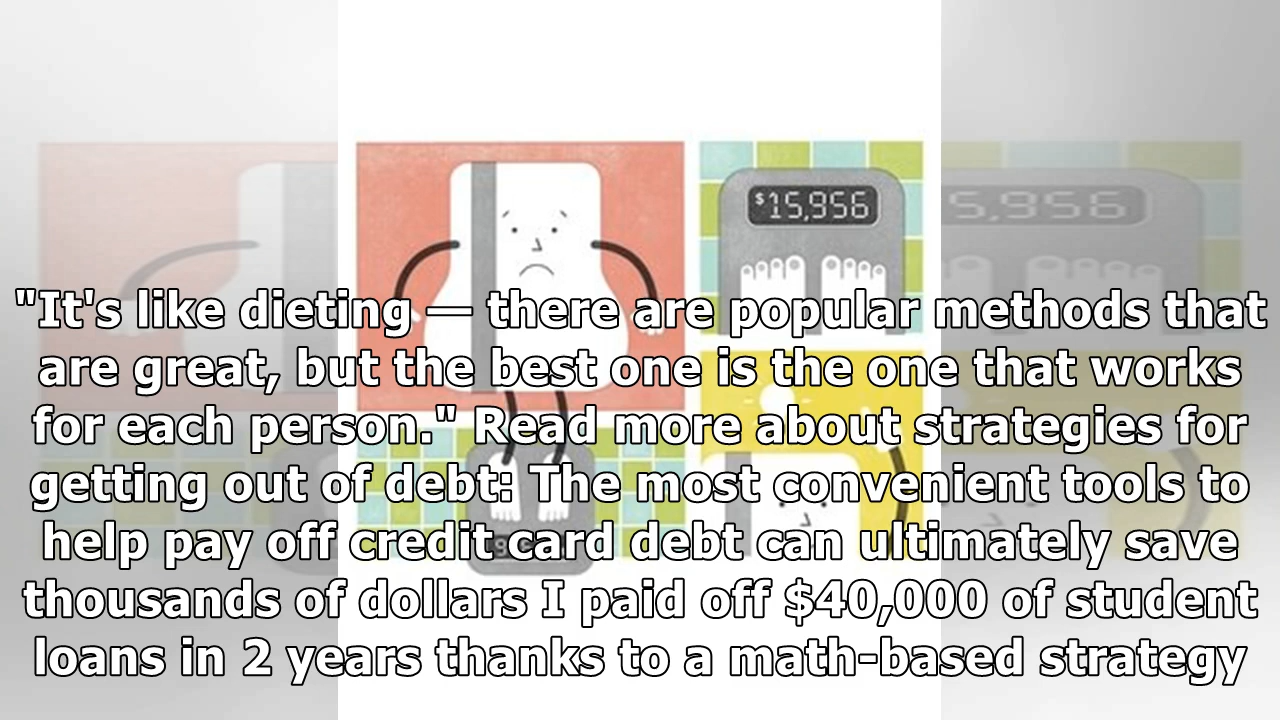 $15,956
5,956
"It's like dieting — there are popular methods that
are great, but the best one is the one that works
for each person." Read more about strategies for
getting out of debt: The most convenient tools to
help pay off credit card debt can ultimately save
thousands of dollars I paid off $40,000 of student
loans in 2 years thanks to a math-based strategy